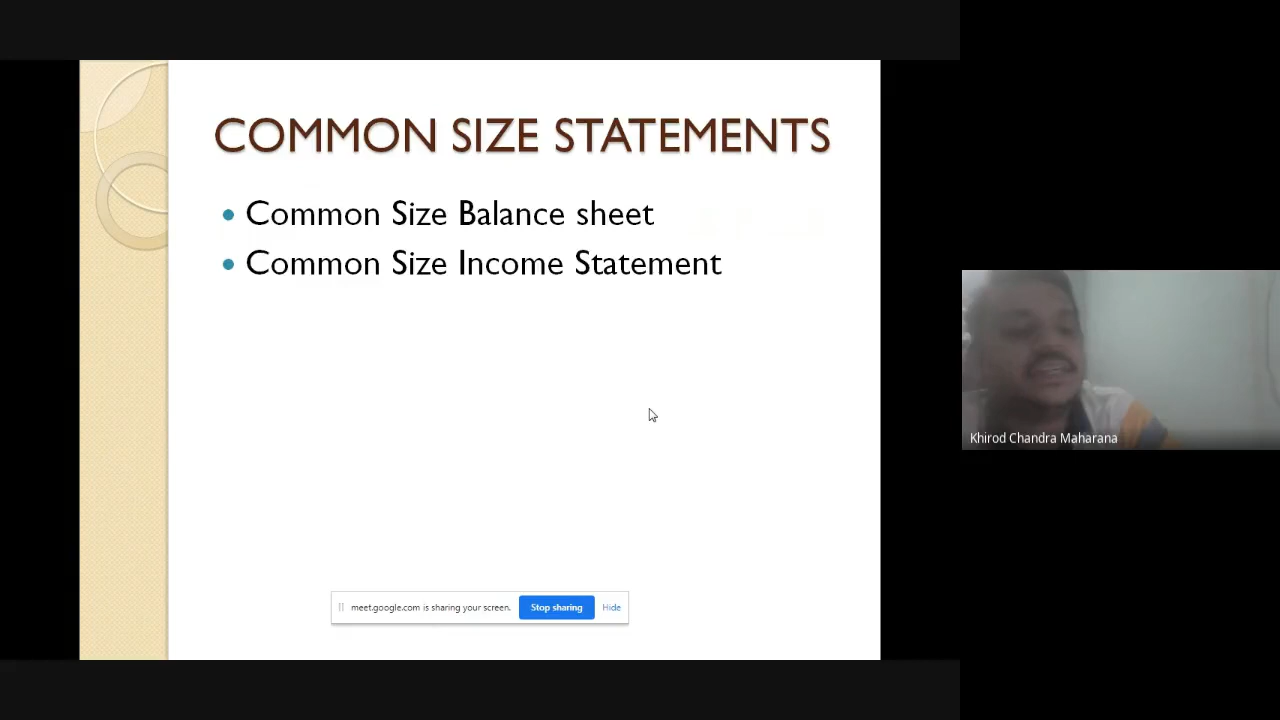 COMMON SIZE STATEMENTS
Common Size Balance sheet
Common Size Income Statement
Khirod Chandra Maharana
meet.google.com is sharing your screen. Stop sharing Hide